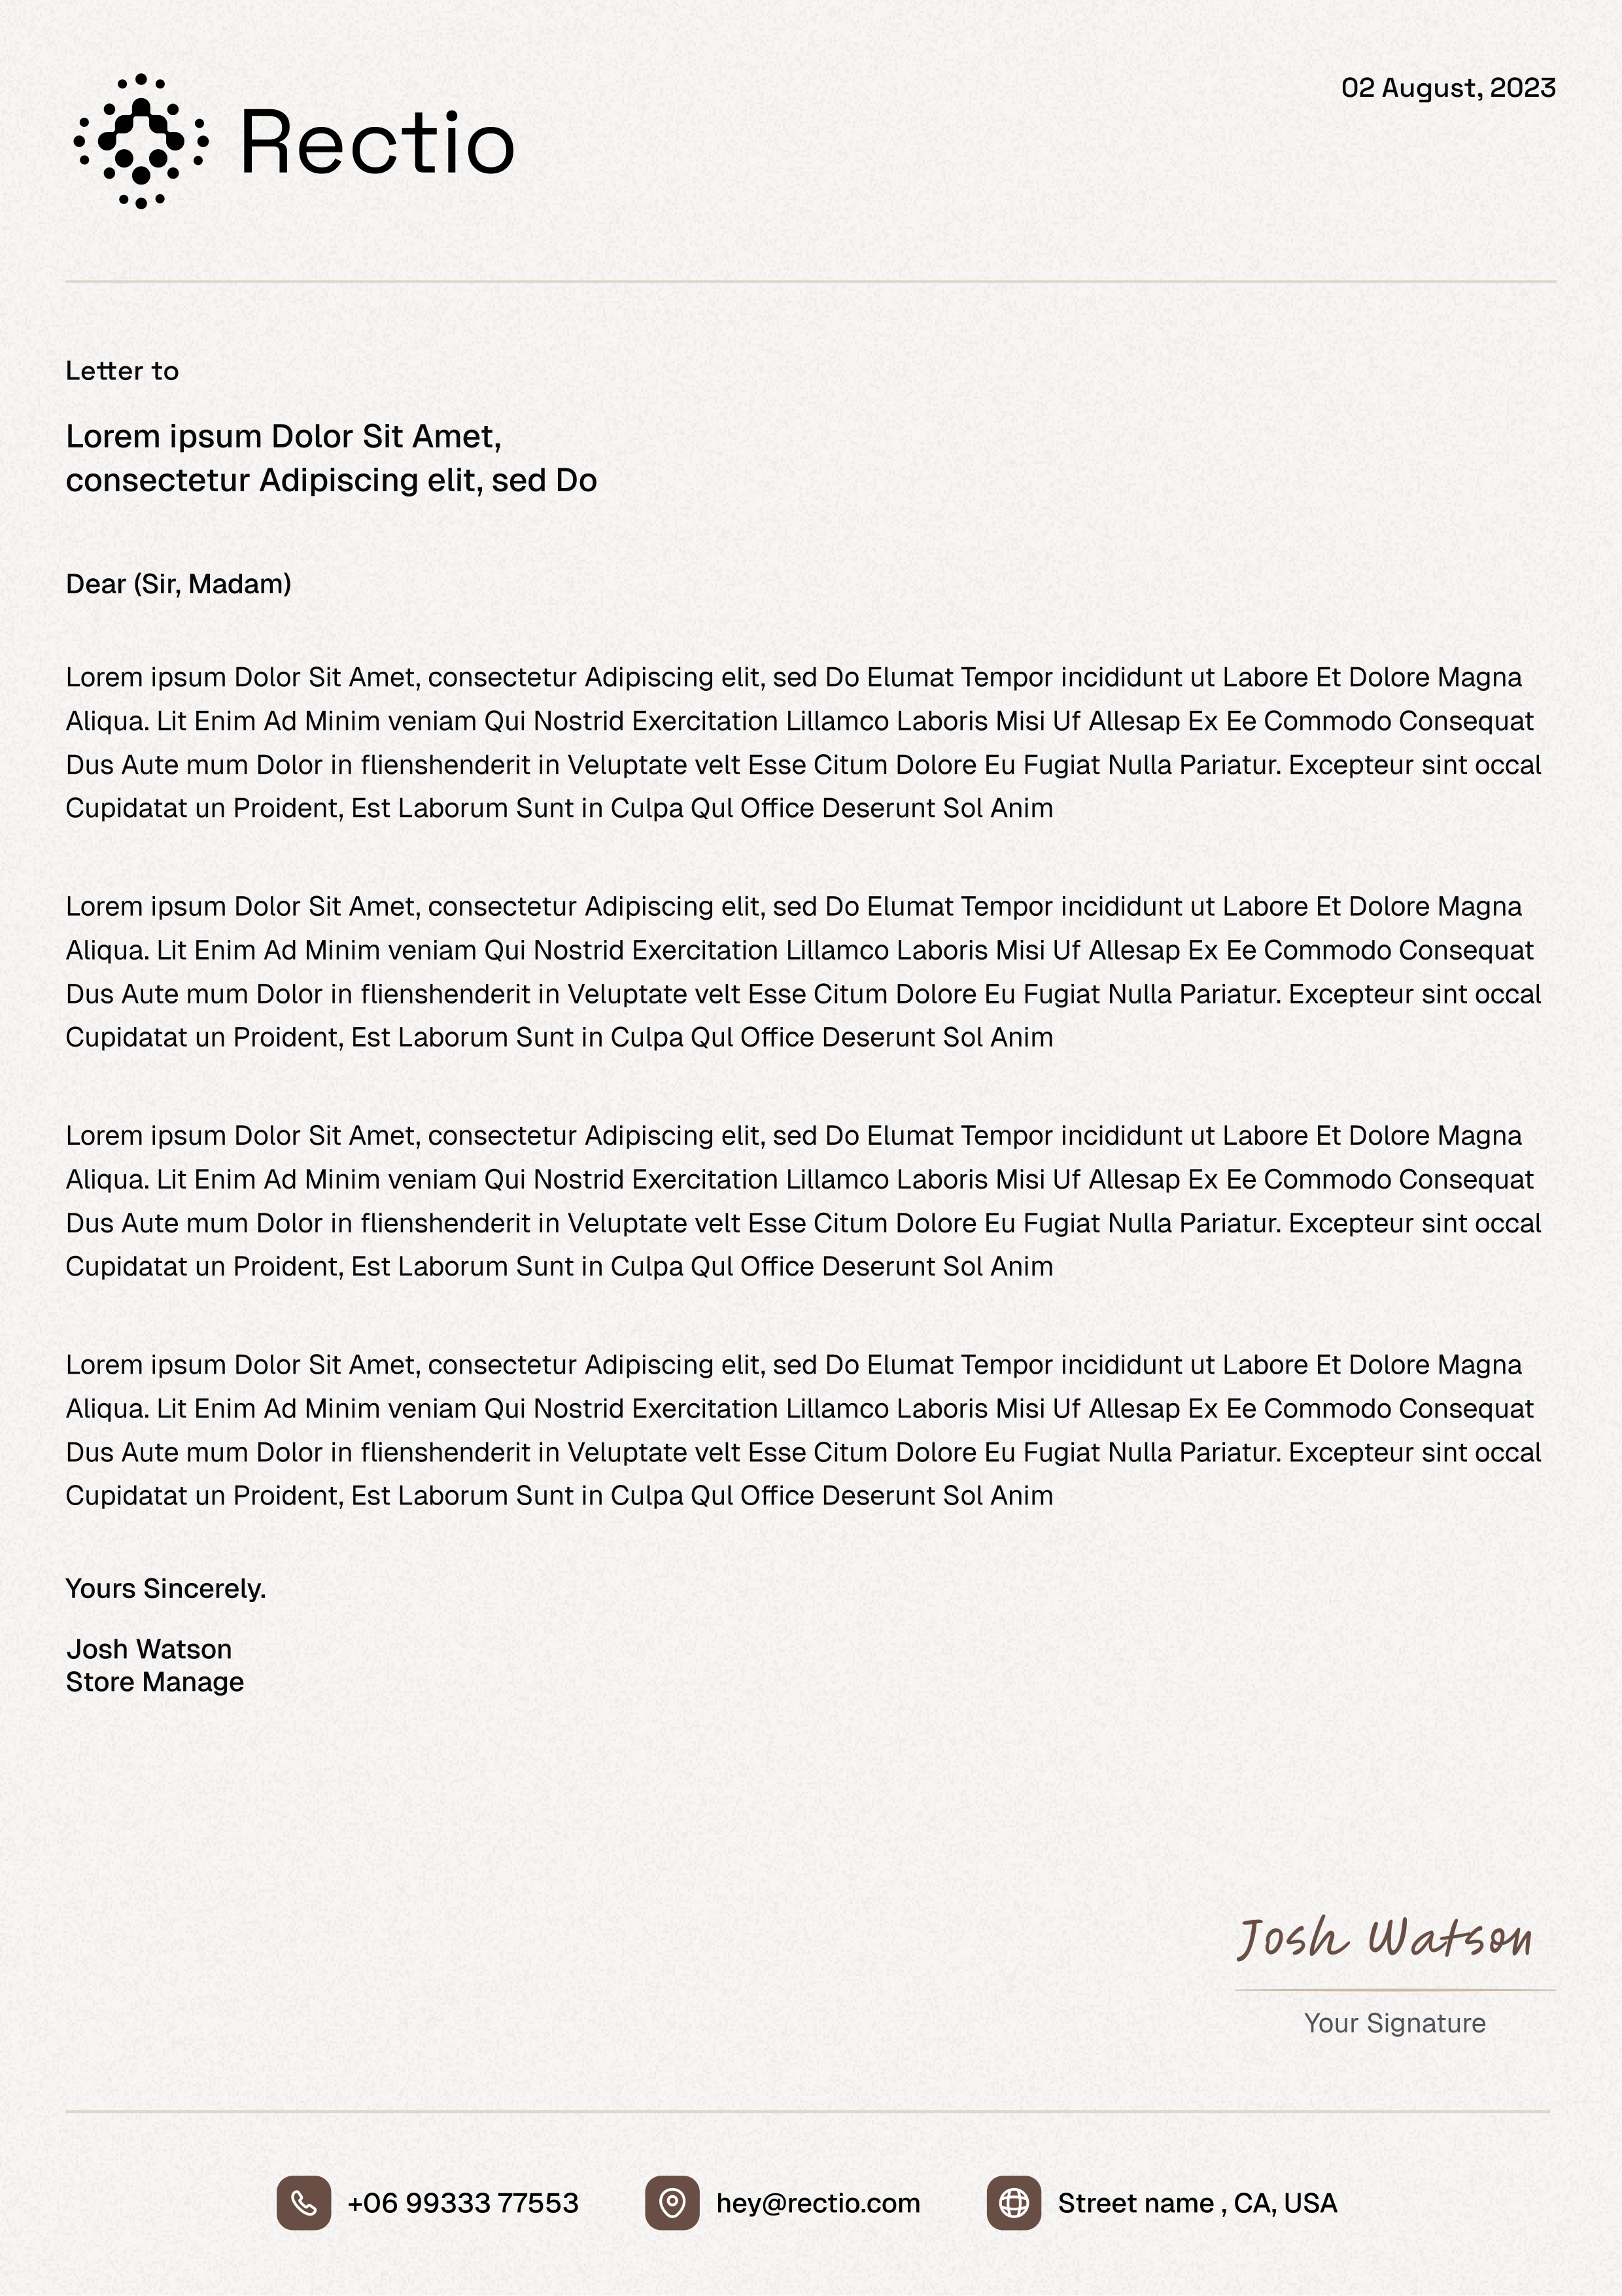 Rectio
02 August, 2023
Letter to
Lorem ipsum Dolor Sit Amet,
consectetur Adipiscing elit, sed Do
Dear (Sir, Madam)
Lorem ipsum Dolor Sit Amet, consectetur Adipiscing elit, sed Do Elumat Tempor incididunt ut Labore Et Dolore Magna
Aliqua. Lit Enim Ad Minim veniam Qui Nostrid Exercitation Lillamco Laboris Misi Uf Allesap Ex Ee Commodo Consequat
Dus Aute mum Dolor in flienshenderit in Veluptate velt Esse Citum Dolore Eu Fugiat Nulla Pariatur. Excepteur sint occal
Cupidatat un Proident, Est Laborum Sunt in Culpa Qul Office Deserunt Sol Anim
Lorem ipsum Dolor Sit Amet, consectetur Adipiscing elit, sed Do Elumat Tempor incididunt ut Labore Et Dolore Magna
Aliqua. Lit Enim Ad Minim veniam Qui Nostrid Exercitation Lillamco Laboris Misi Uf Allesap Ex Ee Commodo Consequat
Dus Aute mum Dolor in flienshenderit in Veluptate velt Esse Citum Dolore Eu Fugiat Nulla Pariatur. Excepteur sint occal
Cupidatat un Proident, Est Laborum Sunt in Culpa Qul Office Deserunt Sol Anim
Lorem ipsum Dolor Sit Amet, consectetur Adipiscing elit, sed Do Elumat Tempor incididunt ut Labore Et Dolore Magna
Aliqua. Lit Enim Ad Minim veniam Qui Nostrid Exercitation Lillamco Laboris Misi Uf Allesap Ex Ee Commodo Consequat
Dus Aute mum Dolor in flienshenderit in Veluptate velt Esse Citum Dolore Eu Fugiat Nulla Pariatur. Excepteur sint occal
Cupidatat un Proident, Est Laborum Sunt in Culpa Qul Office Deserunt Sol Anim
Lorem ipsum Dolor Sit Amet, consectetur Adipiscing elit, sed Do Elumat Tempor incididunt ut Labore Et Dolore Magna
Aliqua. Lit Enim Ad Minim veniam Qui Nostrid Exercitation Lillamco Laboris Misi Uf Allesap Ex Ee Commodo Consequat
Dus Aute mum Dolor in flienshenderit in Veluptate velt Esse Citum Dolore Eu Fugiat Nulla Pariatur. Excepteur sint occal
Cupidatat un Proident, Est Laborum Sunt in Culpa Qul Office Deserunt Sol Anim
Yours Sincerely.
Josh Watson
Store Manage
Josh Watson
Your Signature
+06 99333 77553
hey@rectio.com
Street name , CA, USA